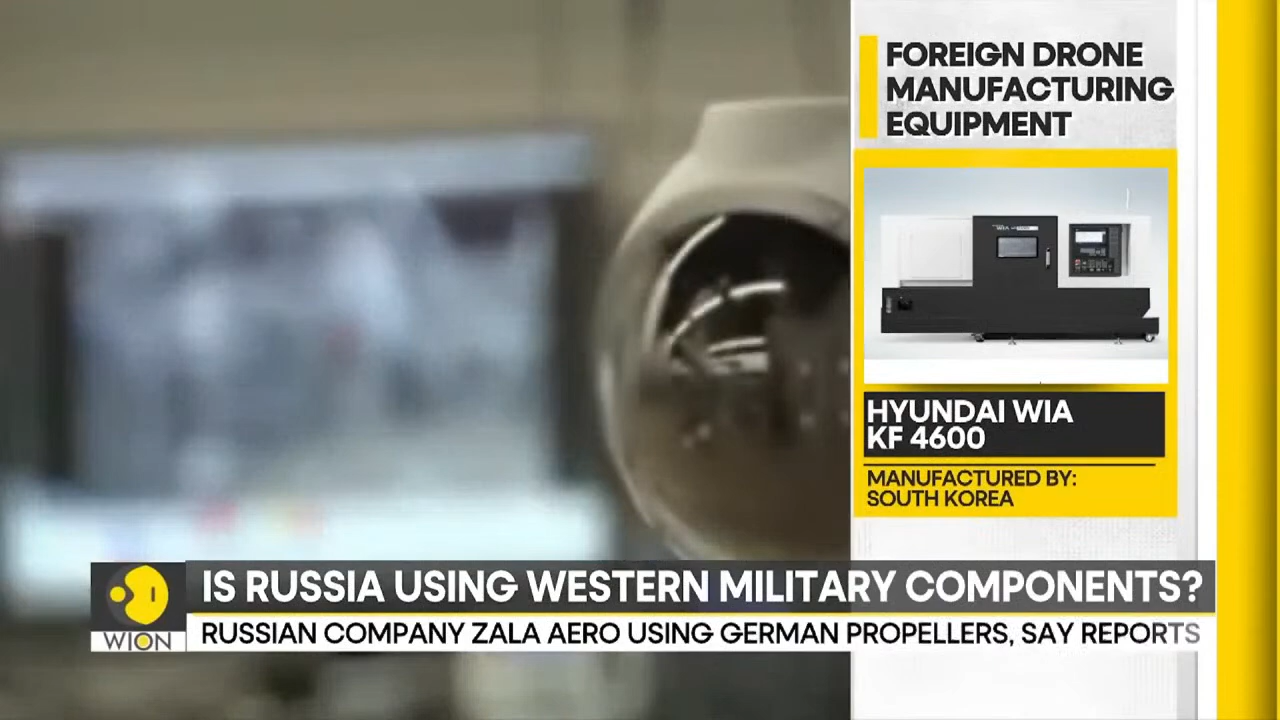 FOREIGN DRONE
MANUFACTURING
EQUIPMENT
WIA
HYUNDAI WIA
KF 4600
MANUFACTURED BY:
SOUTH KOREA
IS RUSSIA USING WESTERN MILITARY COMPONENTS?
RUSSIAN COMPANY ZALA AERO USING GERMAN PROPELLERS, SAY REPORTS
WION